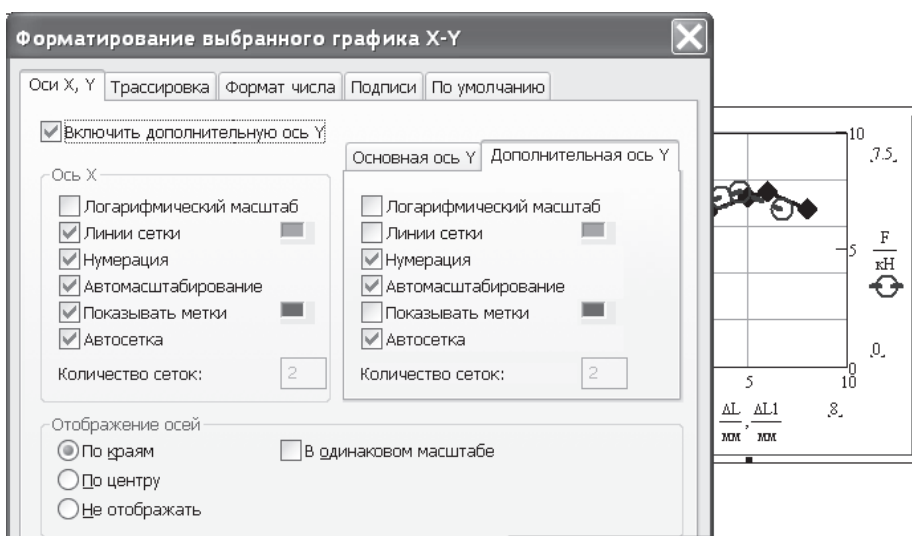 Форматирование выбранного графика X-Y
Оси X, Y Трассировка Формат числа Подписи По умолчанию
Включить дополнительную ось Y
Основная ось Y Дополнительная ось Y
Ось X
Логарифмический масштаб Логарифмический масштаб
Линии сетки Линии сетки
Нумерация Нумерация
Автомасштабирование Автомасштабирование
Показывать метки Показывать метки
Автосетка Автосетка
Количество сеток: 2 Количество сеток: 2
Отображение осей
По краям В одинаковом масштабе
По центру
Не отображать
10
7.5
5
F
кН
0
0
5 10
ΔL , ΔL1
мм мм
8